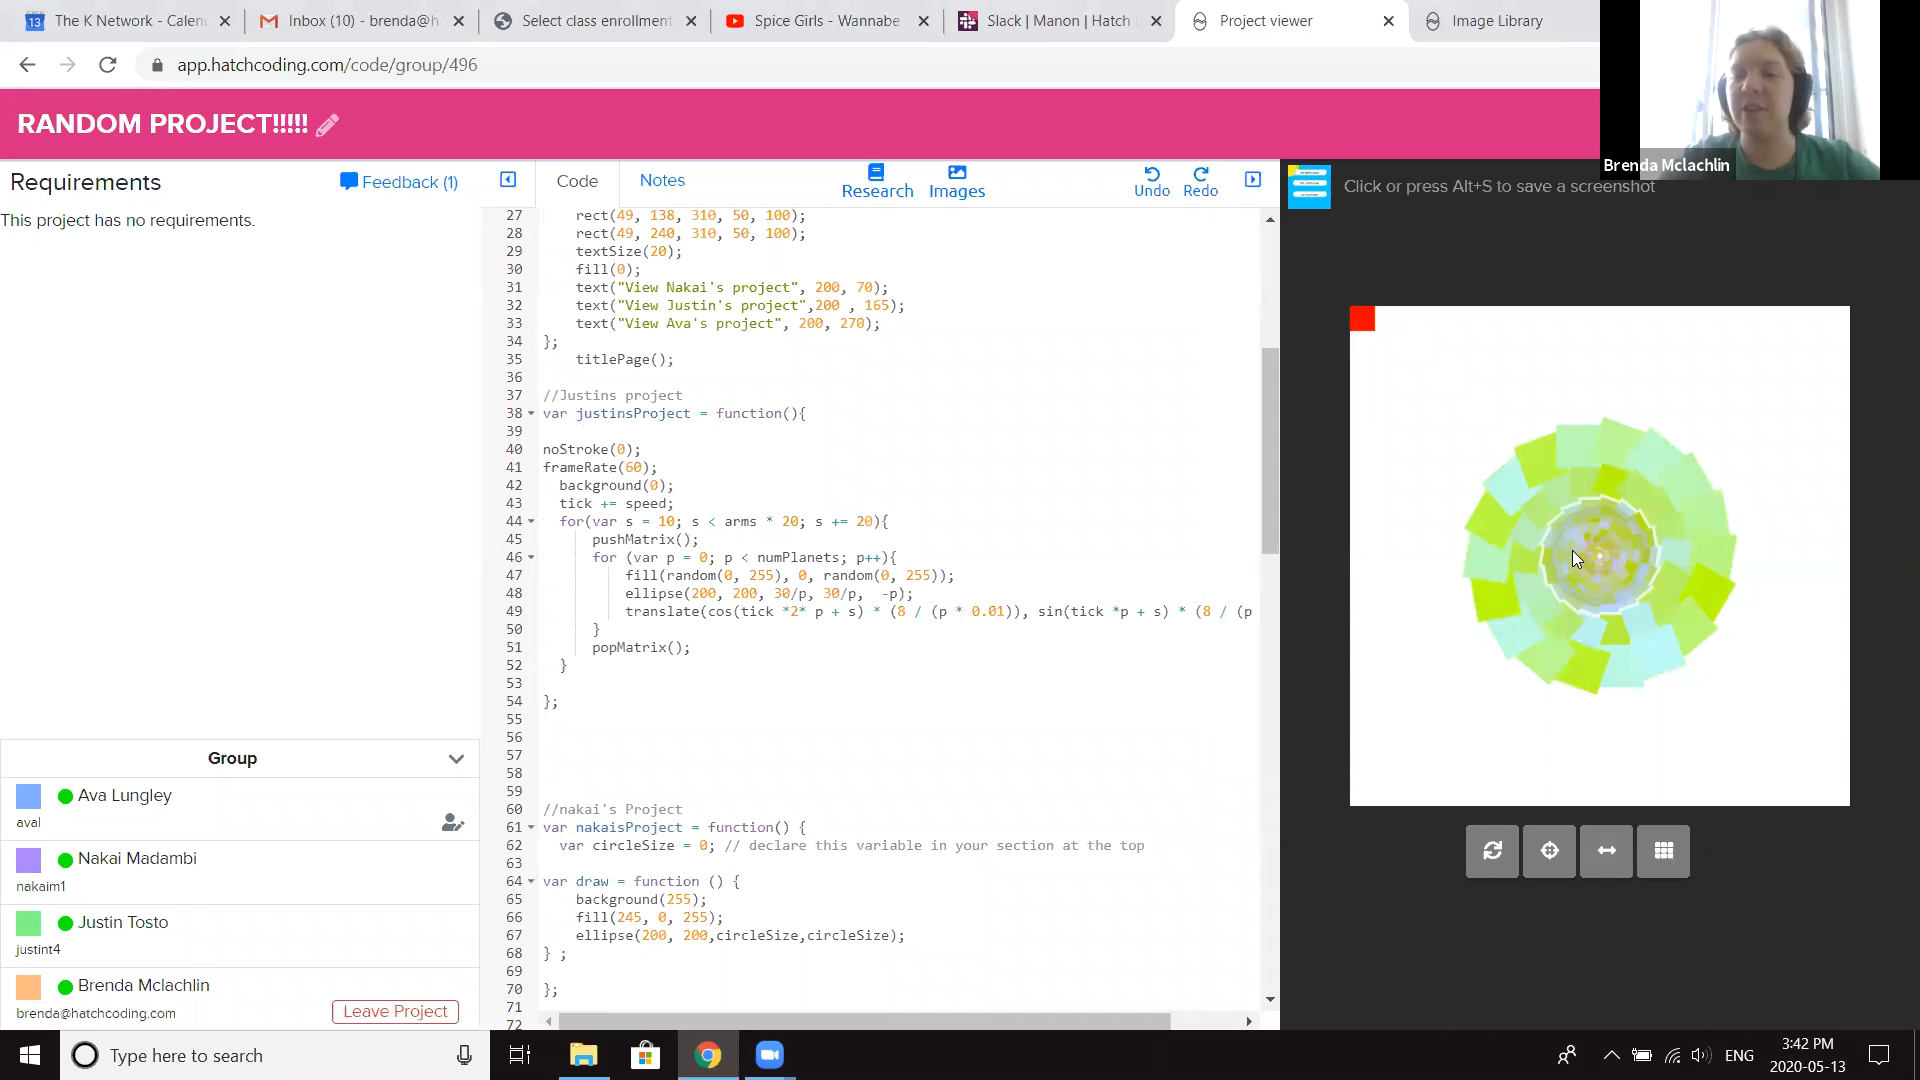 The K Network - Calen
Inbox (10) - brenda@h
Select class enrollment
Spice Girls - Wannabe
Slack | Manon | Hatch
Project viewer
Image Library
app.hatchcoding.com/code/group/496
RANDOM PROJECT!!!!!
Brenda Mclachlin
Requirements
Feedback (1)
Code
Notes
Research
Images
Undo
Redo
Click or press Alt+S to save a screenshot
This project has no requirements.
27 rect(49, 138, 310, 50, 100);
28 rect(49, 240, 310, 50, 100);
29 textSize(20);
30 fill(0);
31 text("View Nakai's project", 200, 70);
32 text("View Justin's project",200 , 165);
33 text("View Ava's project", 200, 270);
34 };
35 titlePage();
36
37 //Justins project
38 var justinsProject = function(){
39
40 noStroke(0);
41 frameRate(60);
42 background(0);
43 tick += speed;
44 for(var s = 10; s < arms * 20; s += 20){
45 pushMatrix();
46 for (var p = 0; p < numPlanets; p++){
47 fill(random(0, 255), 0, random(0, 255));
48 ellipse(200, 200, 30/p, 30/p, -p);
49 translate(cos(tick *2* p + s) * (8 / (p * 0.01)), sin(tick *p + s) * (8 / (p
50 }
51 popMatrix();
52 }
53
54 };
55
56
57
58
59
60 //nakai's Project
61 var nakaisProject = function() {
62 var circleSize = 0; // declare this variable in your section at the top
63
64 var draw = function () {
65 background(255);
66 fill(245, 0, 255);
67 ellipse(200, 200,circleSize,circleSize);
68 } ;
69
70 };
71
72
Group
Ava Lungley
aval
Nakai Madambi
nakaim1
Justin Tosto
justint4
Brenda Mclachlin
brenda@hatchcoding.com
Leave Project
Type here to search
ENG
3:42 PM
2020-05-13
13